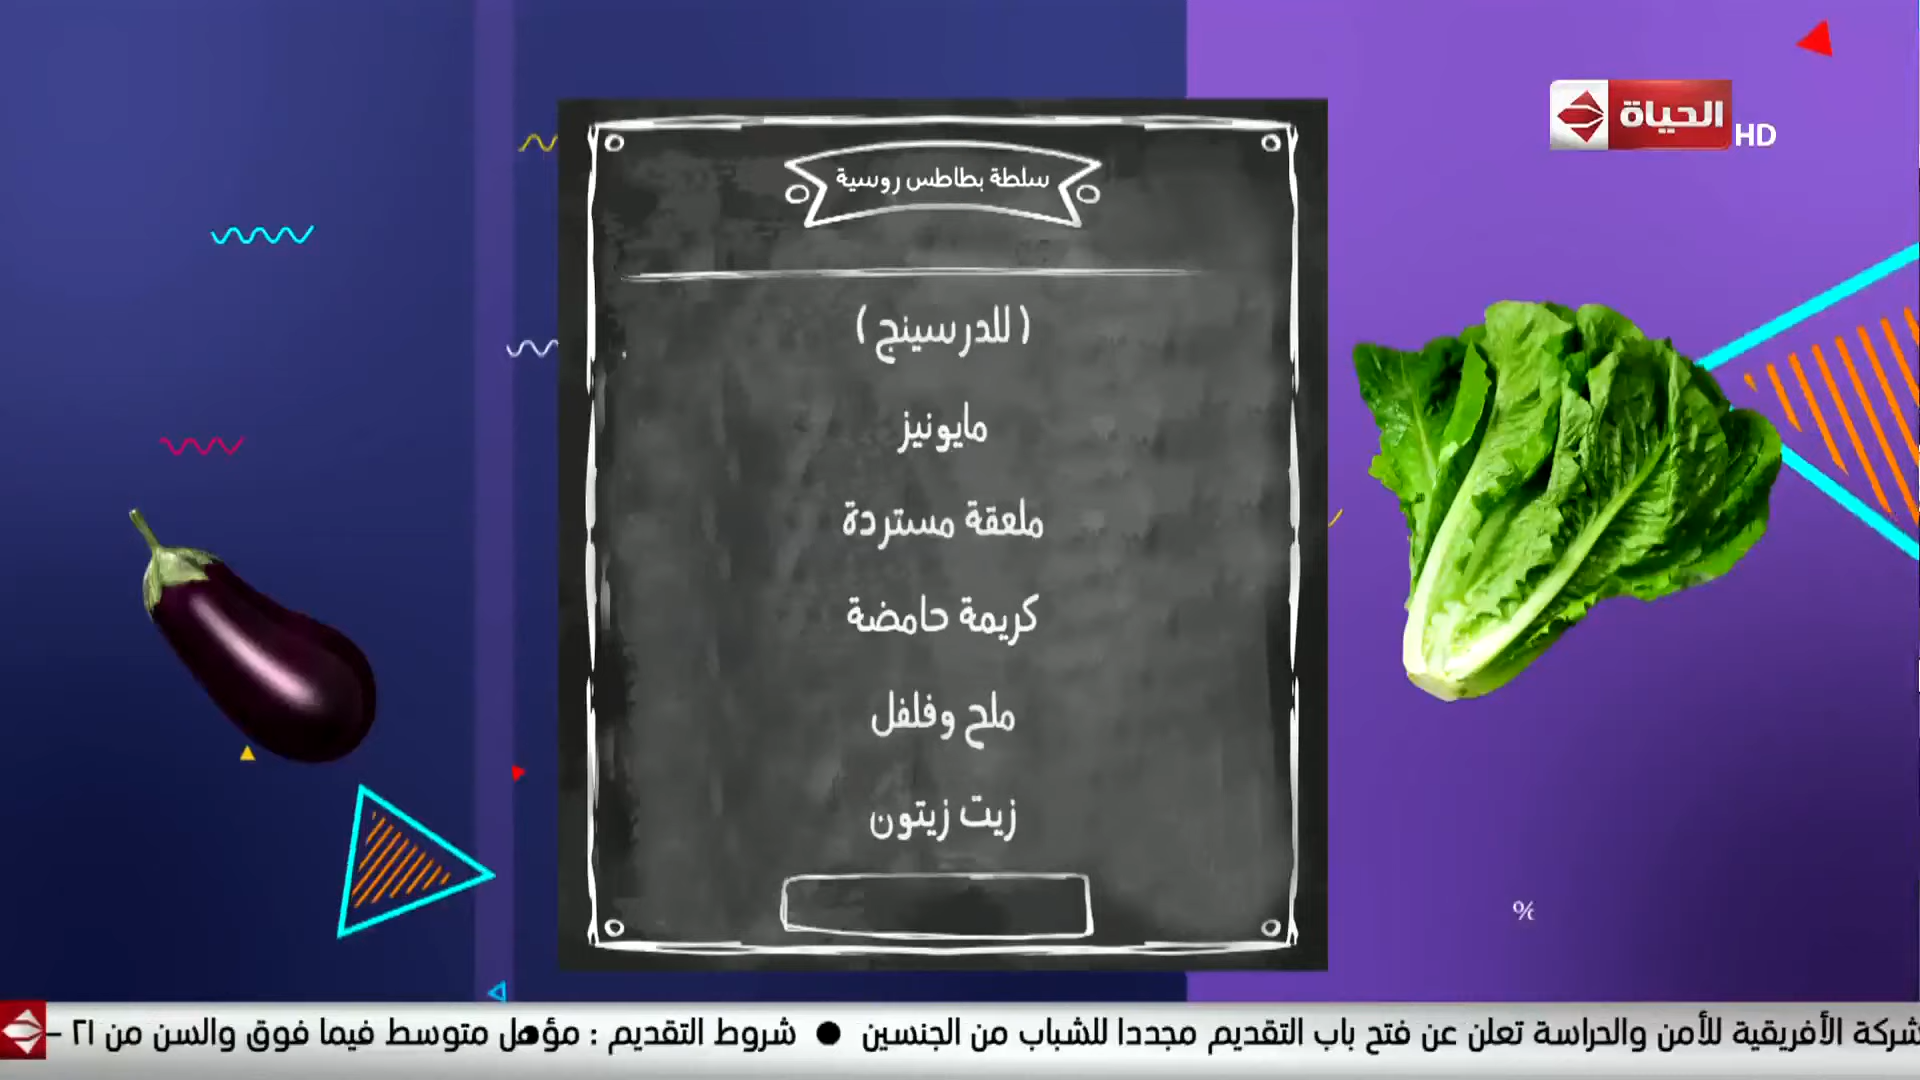 الحياة
HD
سلطة بطاطس روسية
( للدرسينج )
مايونيز
ملعقة مستردة
كريمة حامضة
ملح وفلفل
زيت زيتون
%
شركة الأفريقية للأمن والحراسة تعلن عن فتح باب التقديم مجددا للشباب من الجنسين ● شروط التقديم : مؤهل متوسط فيما فوق والسن من ٢١ –